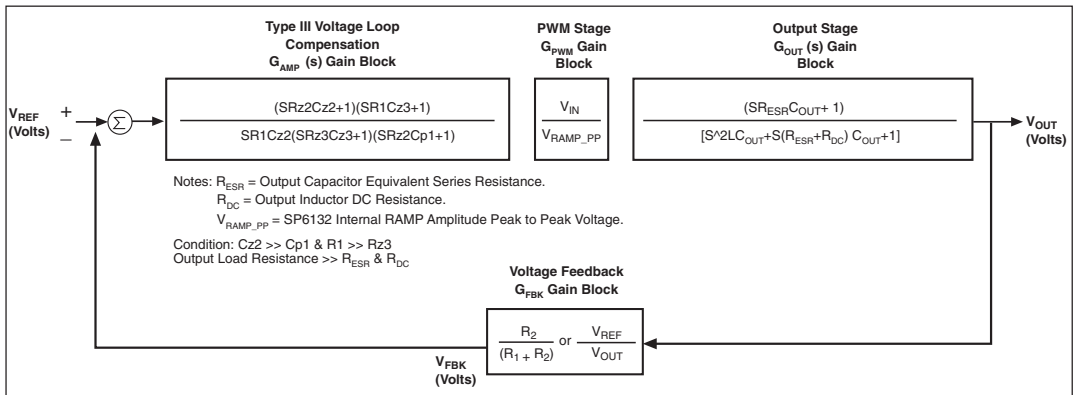 Type III Voltage Loop
Compensation
G_AMP (s) Gain Block
PWM Stage
G_PWM Gain
Block
Output Stage
G_OUT (s) Gain
Block
V_REF
(Volts)
+
–
Σ
(SRz2Cz2+1)(SR1Cz3+1)
SR1Cz2(SRz3Cz3+1)(SRz2Cp1+1)
V_IN
V_RAMP_PP
(SR_ESRC_OUT+ 1)
[S^2LC_OUT+S(R_ESR+R_DC) C_OUT+1]
V_OUT
(Volts)
Notes: R_ESR = Output Capacitor Equivalent Series Resistance.
R_DC = Output Inductor DC Resistance.
V_RAMP_PP = SP6132 Internal RAMP Amplitude Peak to Peak Voltage.
Condition: Cz2 >> Cp1 & R1 >> Rz3
Output Load Resistance >> R_ESR & R_DC
Voltage Feedback
G_FBK Gain Block
R_2
(R_1 + R_2)
or
V_REF
V_OUT
V_FBK
(Volts)